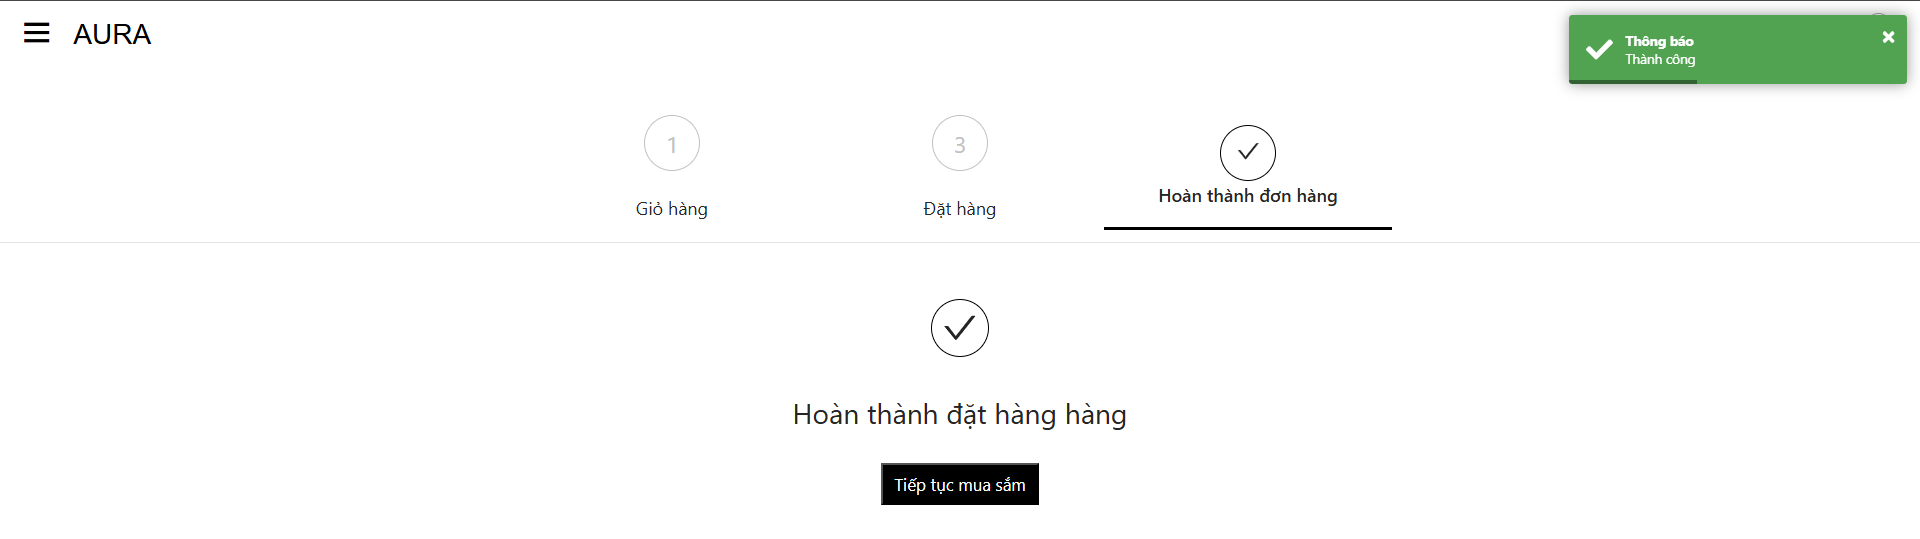 AURA
Thông báo
Thành công
1
3
Giỏ hàng
Đặt hàng
Hoàn thành đơn hàng
Hoàn thành đặt hàng hàng
Tiếp tục mua sắm